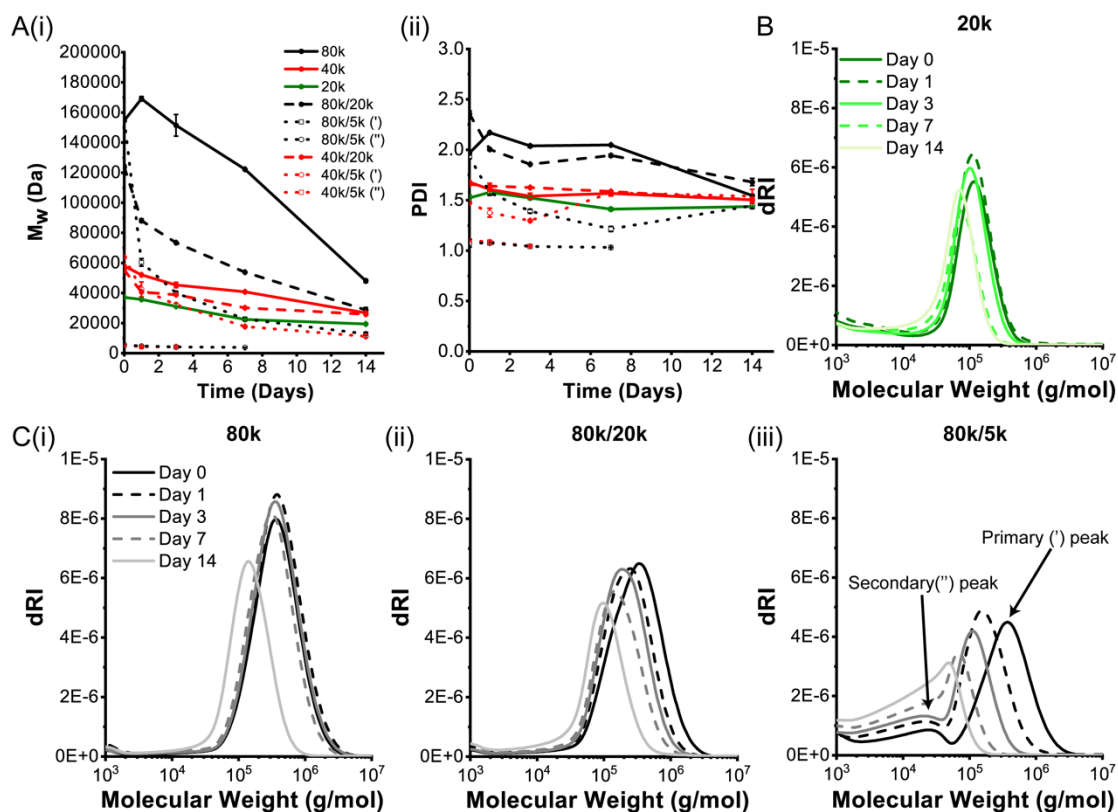 A(i)
200000
180000
160000
140000
120000
100000
80000
60000
40000
20000
0
Mw (Da)
0 2 4 6 8 10 12 14
Time (Days)
80k
40k
20k
80k/20k
80k/5k (')
80k/5k ('')
40k/20k
40k/5k (')
40k/5k ('')
(ii)
3.0
2.5
2.0
1.5
1.0
0.5
0.0
PDI
0 2 4 6 8 10 12 14
Time (Days)
B
20k
1E-5
8E-6
6E-6
4E-6
2E-6
0E+0
dRI
Day 0
Day 1
Day 3
Day 7
Day 14
10³ 10⁴ 10⁵ 10⁶ 10⁷
Molecular Weight (g/mol)
C(i)
80k
1E-5
8E-6
6E-6
4E-6
2E-6
0E+0
dRI
Day 0
Day 1
Day 3
Day 7
Day 14
10³ 10⁴ 10⁵ 10⁶ 10⁷
Molecular Weight (g/mol)
(ii)
80k/20k
1E-5
8E-6
6E-6
4E-6
2E-6
0E+0
dRI
10³ 10⁴ 10⁵ 10⁶ 10⁷
Molecular Weight (g/mol)
(iii)
80k/5k
1E-5
8E-6
6E-6
4E-6
2E-6
0E+0
dRI
Primary (') peak
Secondary('') peak
10³ 10⁴ 10⁵ 10⁶ 10⁷
Molecular Weight (g/mol)